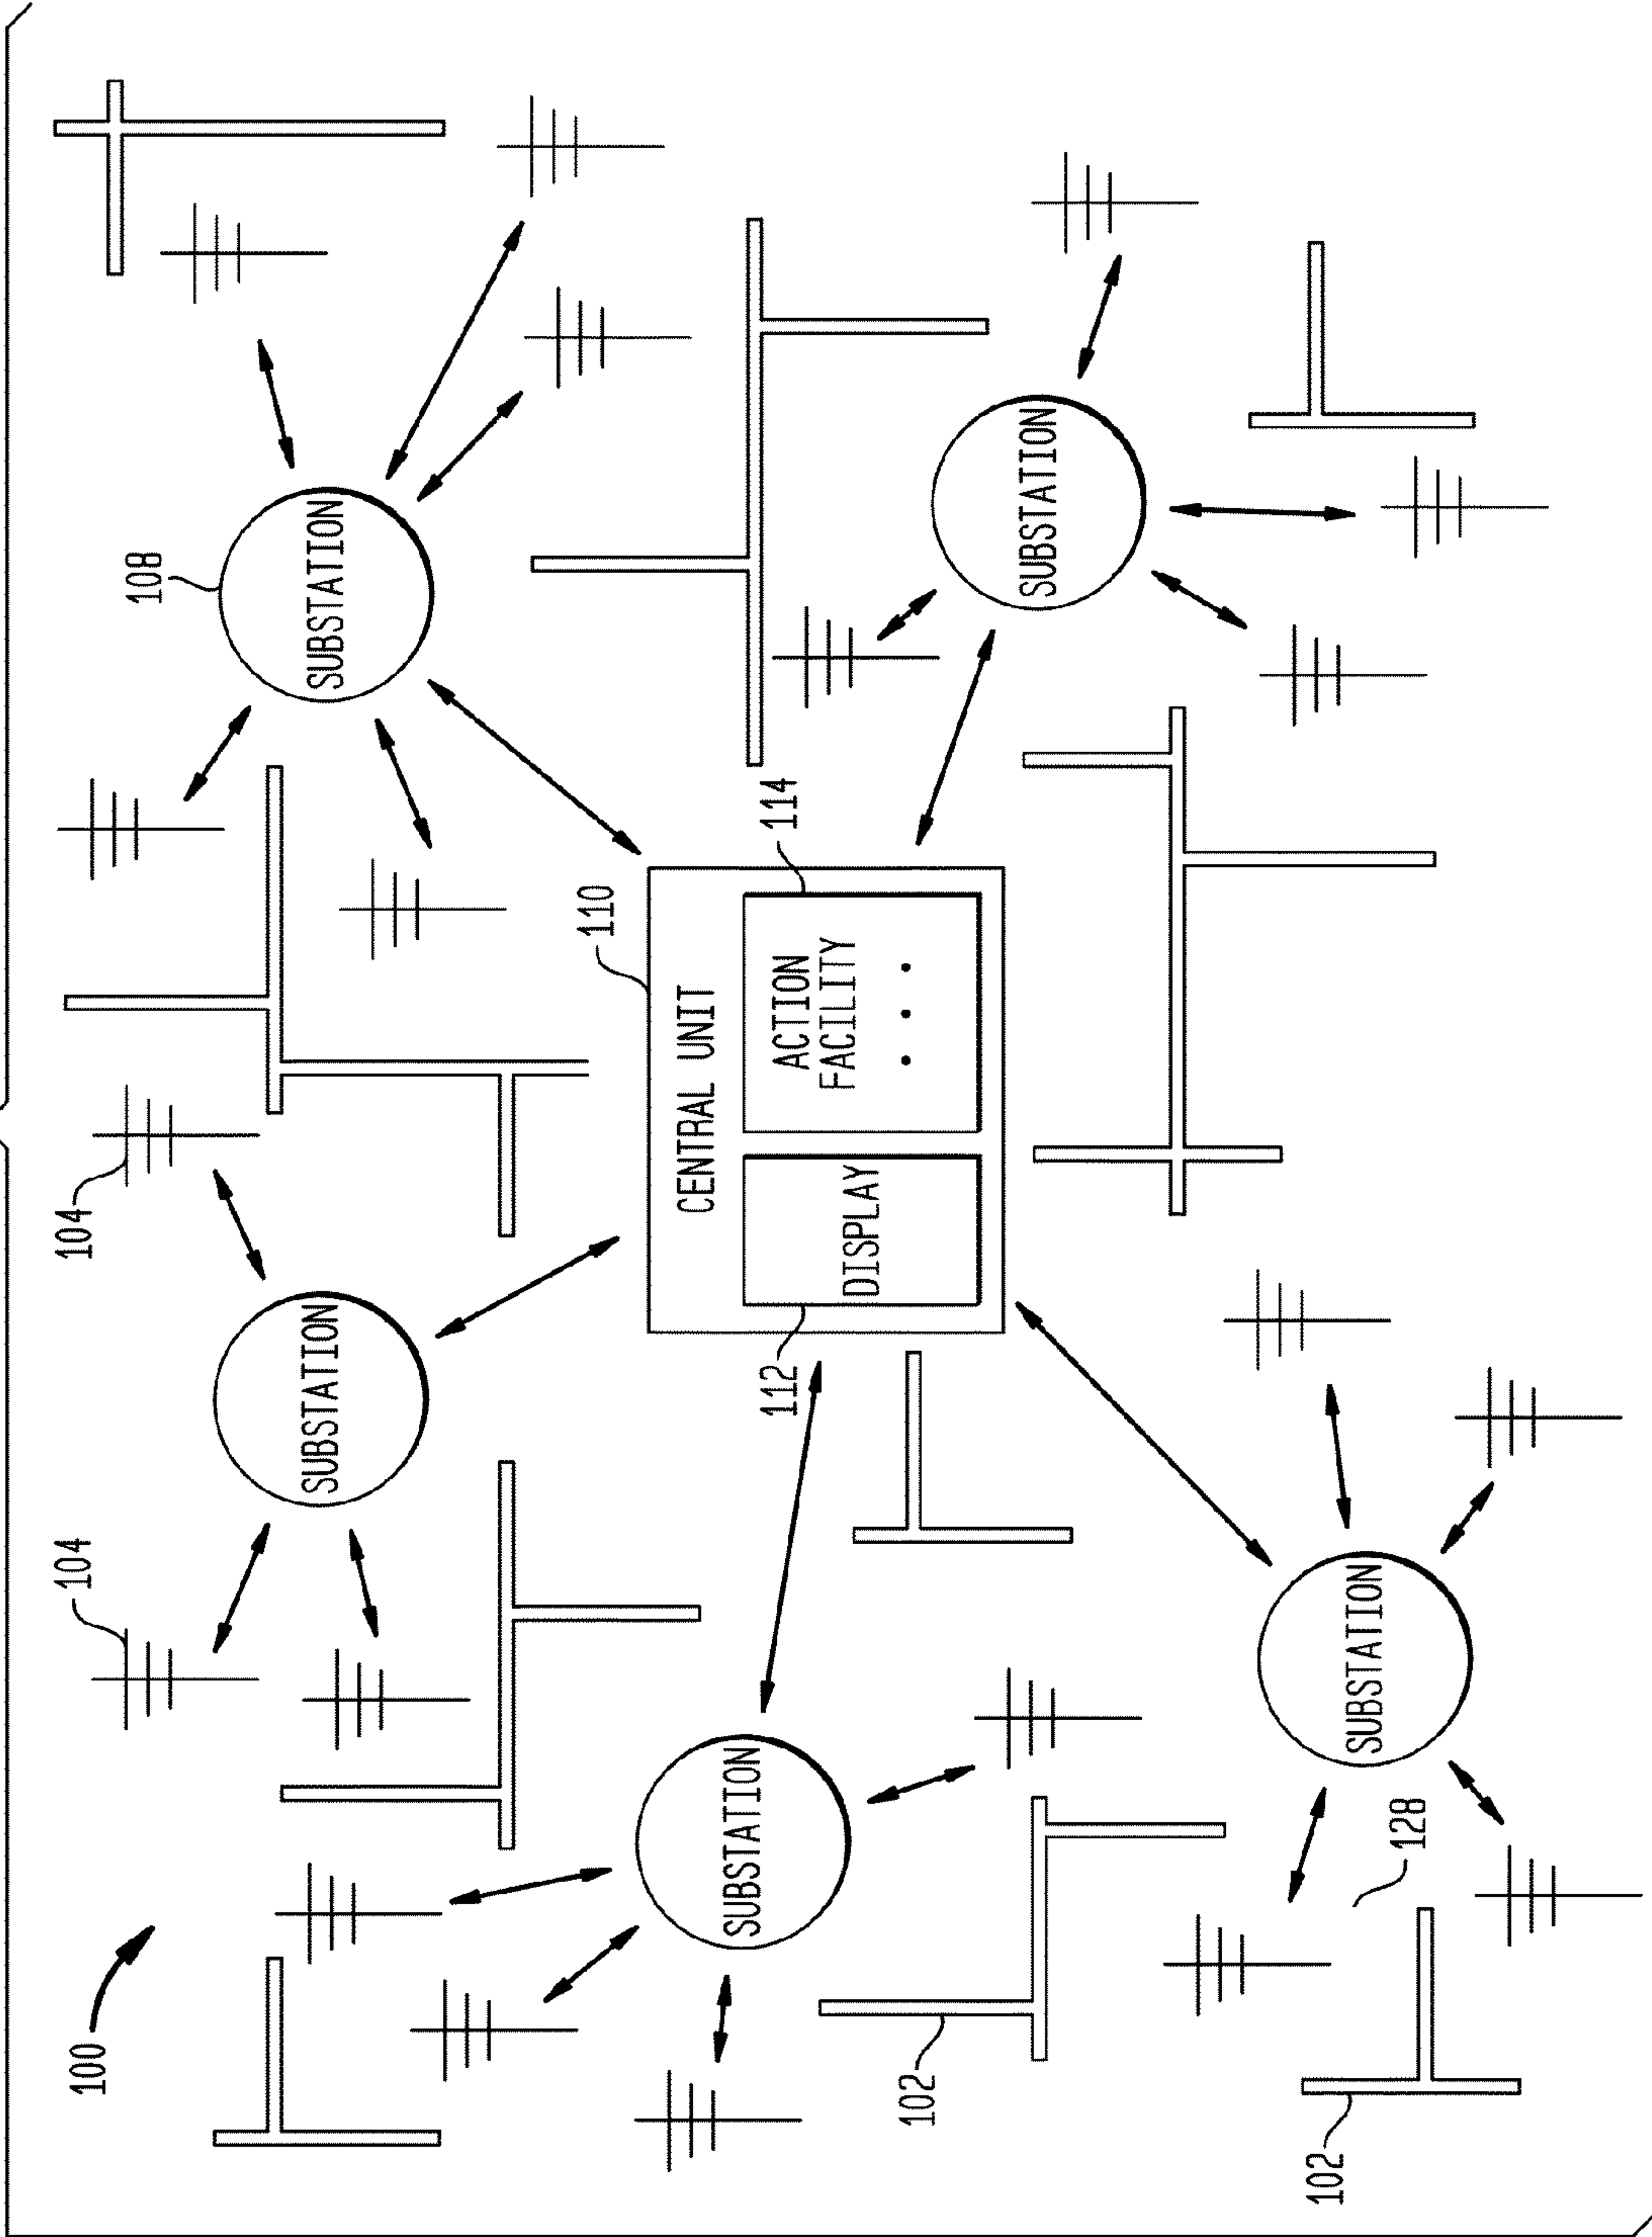 100
104
104
108
SUBSTATION
SUBSTATION
110
CENTRAL UNIT
SUBSTATION
112
114
ACTION
FACILITY
• • •
DISPLAY
102
SUBSTATION
102
SUBSTATION
128